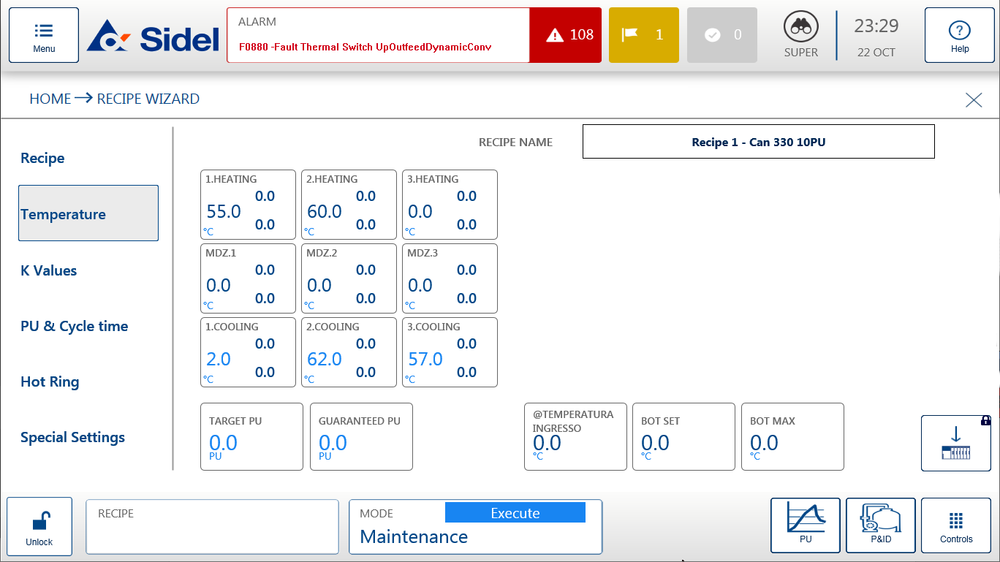 Menu
Sidel
ALARM
F0880 -Fault Thermal Switch UpOutfeedDynamicConv
108
1
0
SUPER
23:29
22 OCT
?
Help
HOME → RECIPE WIZARD
Recipe
Temperature
K Values
PU & Cycle time
Hot Ring
Special Settings
RECIPE NAME
Recipe 1 - Can 330 10PU
1.HEATING
0.0
55.0
0.0
°C
2.HEATING
0.0
60.0
0.0
°C
3.HEATING
0.0
0.0
0.0
°C
MDZ.1
0.0
0.0
0.0
°C
MDZ.2
0.0
0.0
0.0
°C
MDZ.3
0.0
0.0
0.0
°C
1.COOLING
0.0
2.0
0.0
°C
2.COOLING
0.0
62.0
0.0
°C
3.COOLING
0.0
57.0
0.0
°C
TARGET PU
0.0
PU
GUARANTEED PU
0.0
PU
@TEMPERATURA
INGRESSO
0.0
°C
BOT SET
0.0
°C
BOT MAX
0.0
°C
Unlock
RECIPE
MODE
Execute
Maintenance
PU
P&ID
Controls